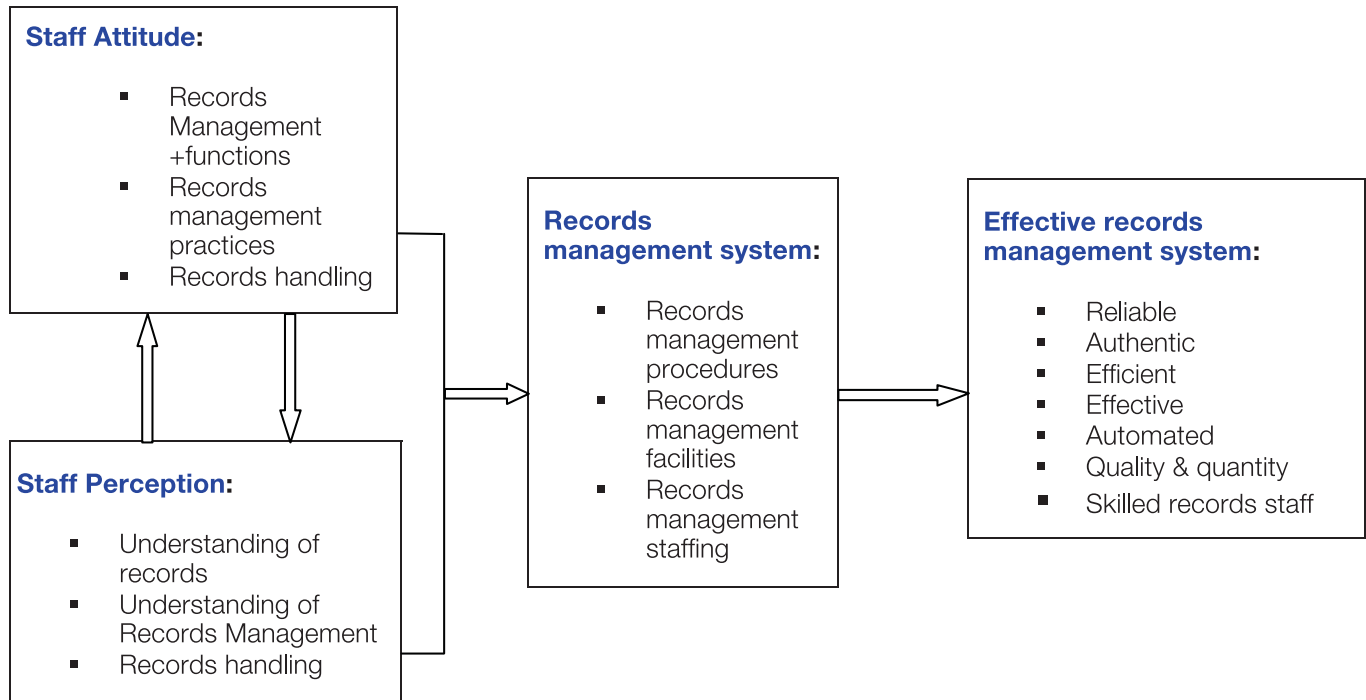 Staff Attitude:
▪ Records
Management
+functions
▪ Records
management
practices
▪ Records handling
Staff Perception:
▪ Understanding of
records
▪ Understanding of
Records Management
▪ Records handling
Records
management system:
▪ Records
management
procedures
▪ Records
management
facilities
▪ Records
management
staffing
Effective records
management system:
▪ Reliable
▪ Authentic
▪ Efficient
▪ Effective
▪ Automated
▪ Quality & quantity
▪ Skilled records staff